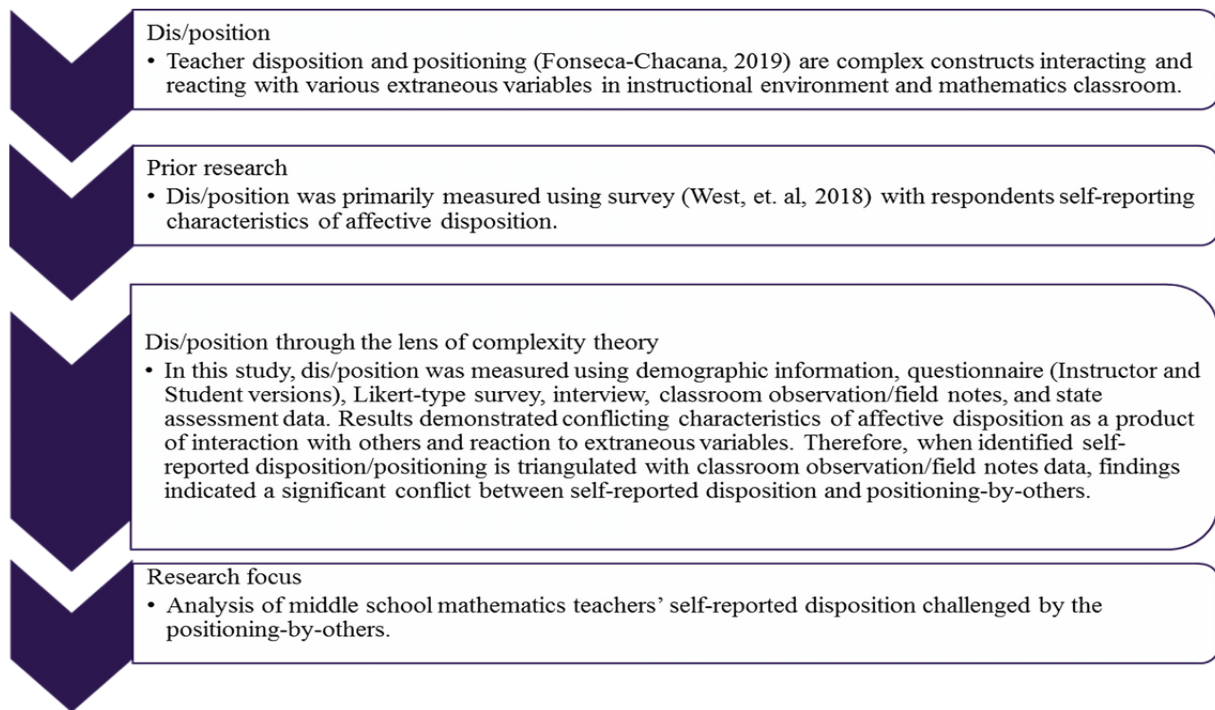 Dis/position
• Teacher disposition and positioning (Fonseca-Chacana, 2019) are complex constructs interacting and
reacting with various extraneous variables in instructional environment and mathematics classroom.
Prior research
• Dis/position was primarily measured using survey (West, et. al, 2018) with respondents self-reporting
characteristics of affective disposition.
Dis/position through the lens of complexity theory
• In this study, dis/position was measured using demographic information, questionnaire (Instructor and
Student versions), Likert-type survey, interview, classroom observation/field notes, and state
assessment data. Results demonstrated conflicting characteristics of affective disposition as a product
of interaction with others and reaction to extraneous variables. Therefore, when identified self-
reported disposition/positioning is triangulated with classroom observation/field notes data, findings
indicated a significant conflict between self-reported disposition and positioning-by-others.
Research focus
• Analysis of middle school mathematics teachers’ self-reported disposition challenged by the
positioning-by-others.